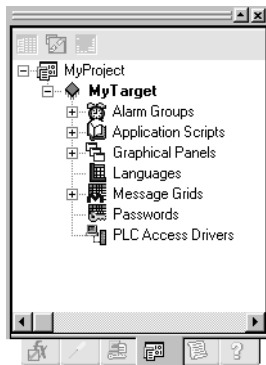 MyProject
MyTarget
Alarm Groups
Application Scripts
Graphical Panels
Languages
Message Grids
Passwords
PLC Access Drivers